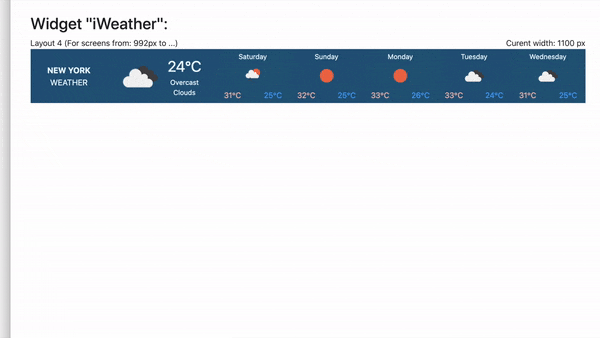 Widget "iWeather":
Layout 4 (For screens from: 992px to ...)
Curent width: 1100 px
NEW YORK
WEATHER
24°C
Overcast
Clouds
Saturday
31°C 25°C
Sunday
32°C 25°C
Monday
33°C 26°C
Tuesday
33°C 24°C
Wednesday
31°C 25°C